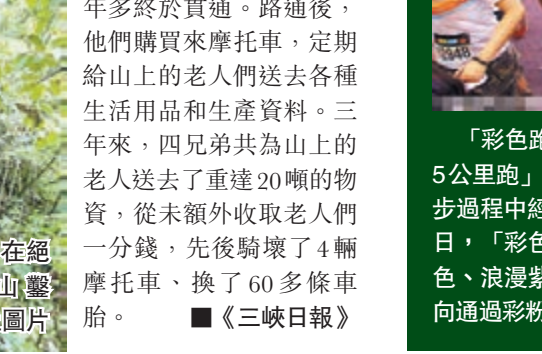 年多終於貫通。路通後，
他們購買來摩托車，定期
給山上的老人們送去各種
生活用品和生產資料。三
年來，四兄弟共為山上的
老人送去了重達20噸的物
資，從未額外收取老人們
一分錢，先後騎壞了4輛
摩托車、換了60多條車
胎。 ■《三峽日報》
在絕
山鑿
圖片
「彩色跑
5公里跑」
步過程中經
日，「彩色
色、浪漫紫
向通過彩粉